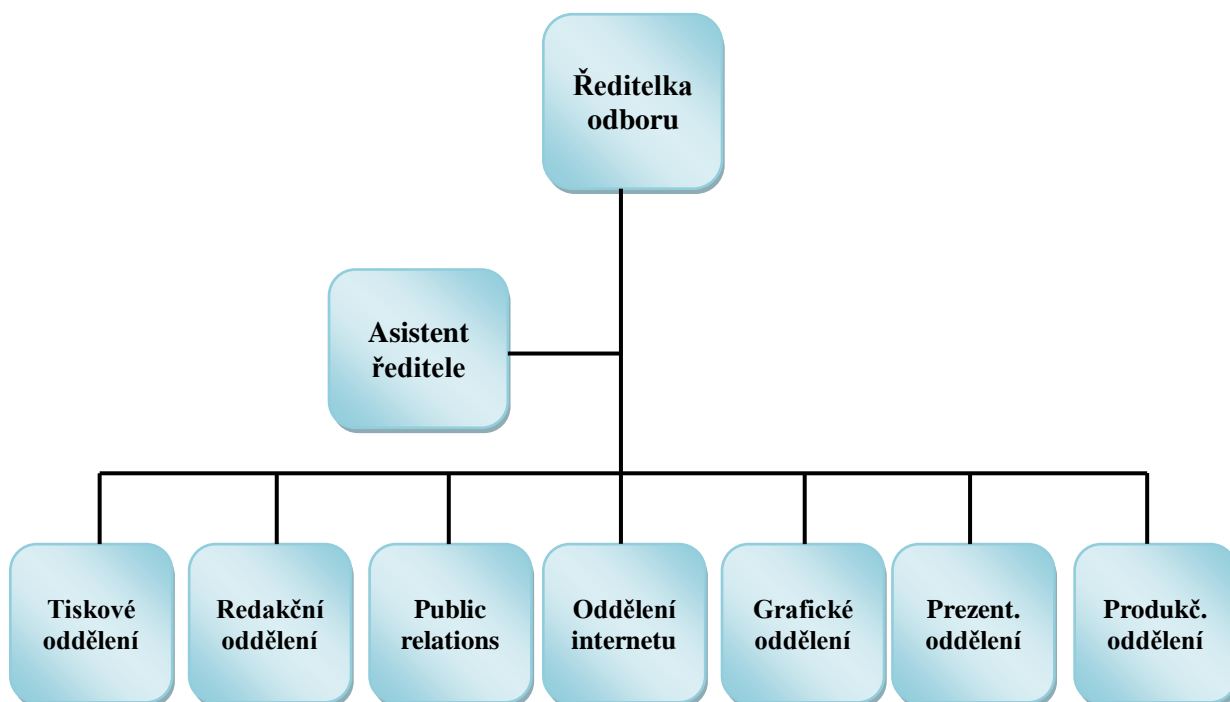 Ředitelka
odboru
Asistent
ředitele
Tiskové
oddělení
Redakční
oddělení
Public
relations
Oddělení
internetu
Grafické
oddělení
Prezent.
oddělení
Produkč.
oddělení